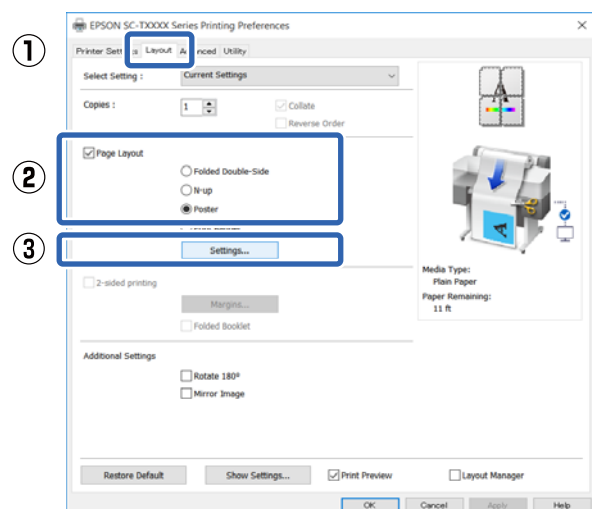 EPSON SC-TXXXX Series Printing Preferences
1
Layout
Advanced Utility
Select Setting : Current Settings
Copies : 1 Collate
Reverse Order
2
Page Layout
Folded Double-Side
N-up
Poster
3
Settings...
2-sided printing
Margins...
Folded Booklet
Additional Settings
Rotate 180°
Mirror Image
Media Type:
Plain Paper
Paper Remaining:
11 ft
Restore Default Show Settings... Print Preview Layout Manager
OK Cancel Apply Help